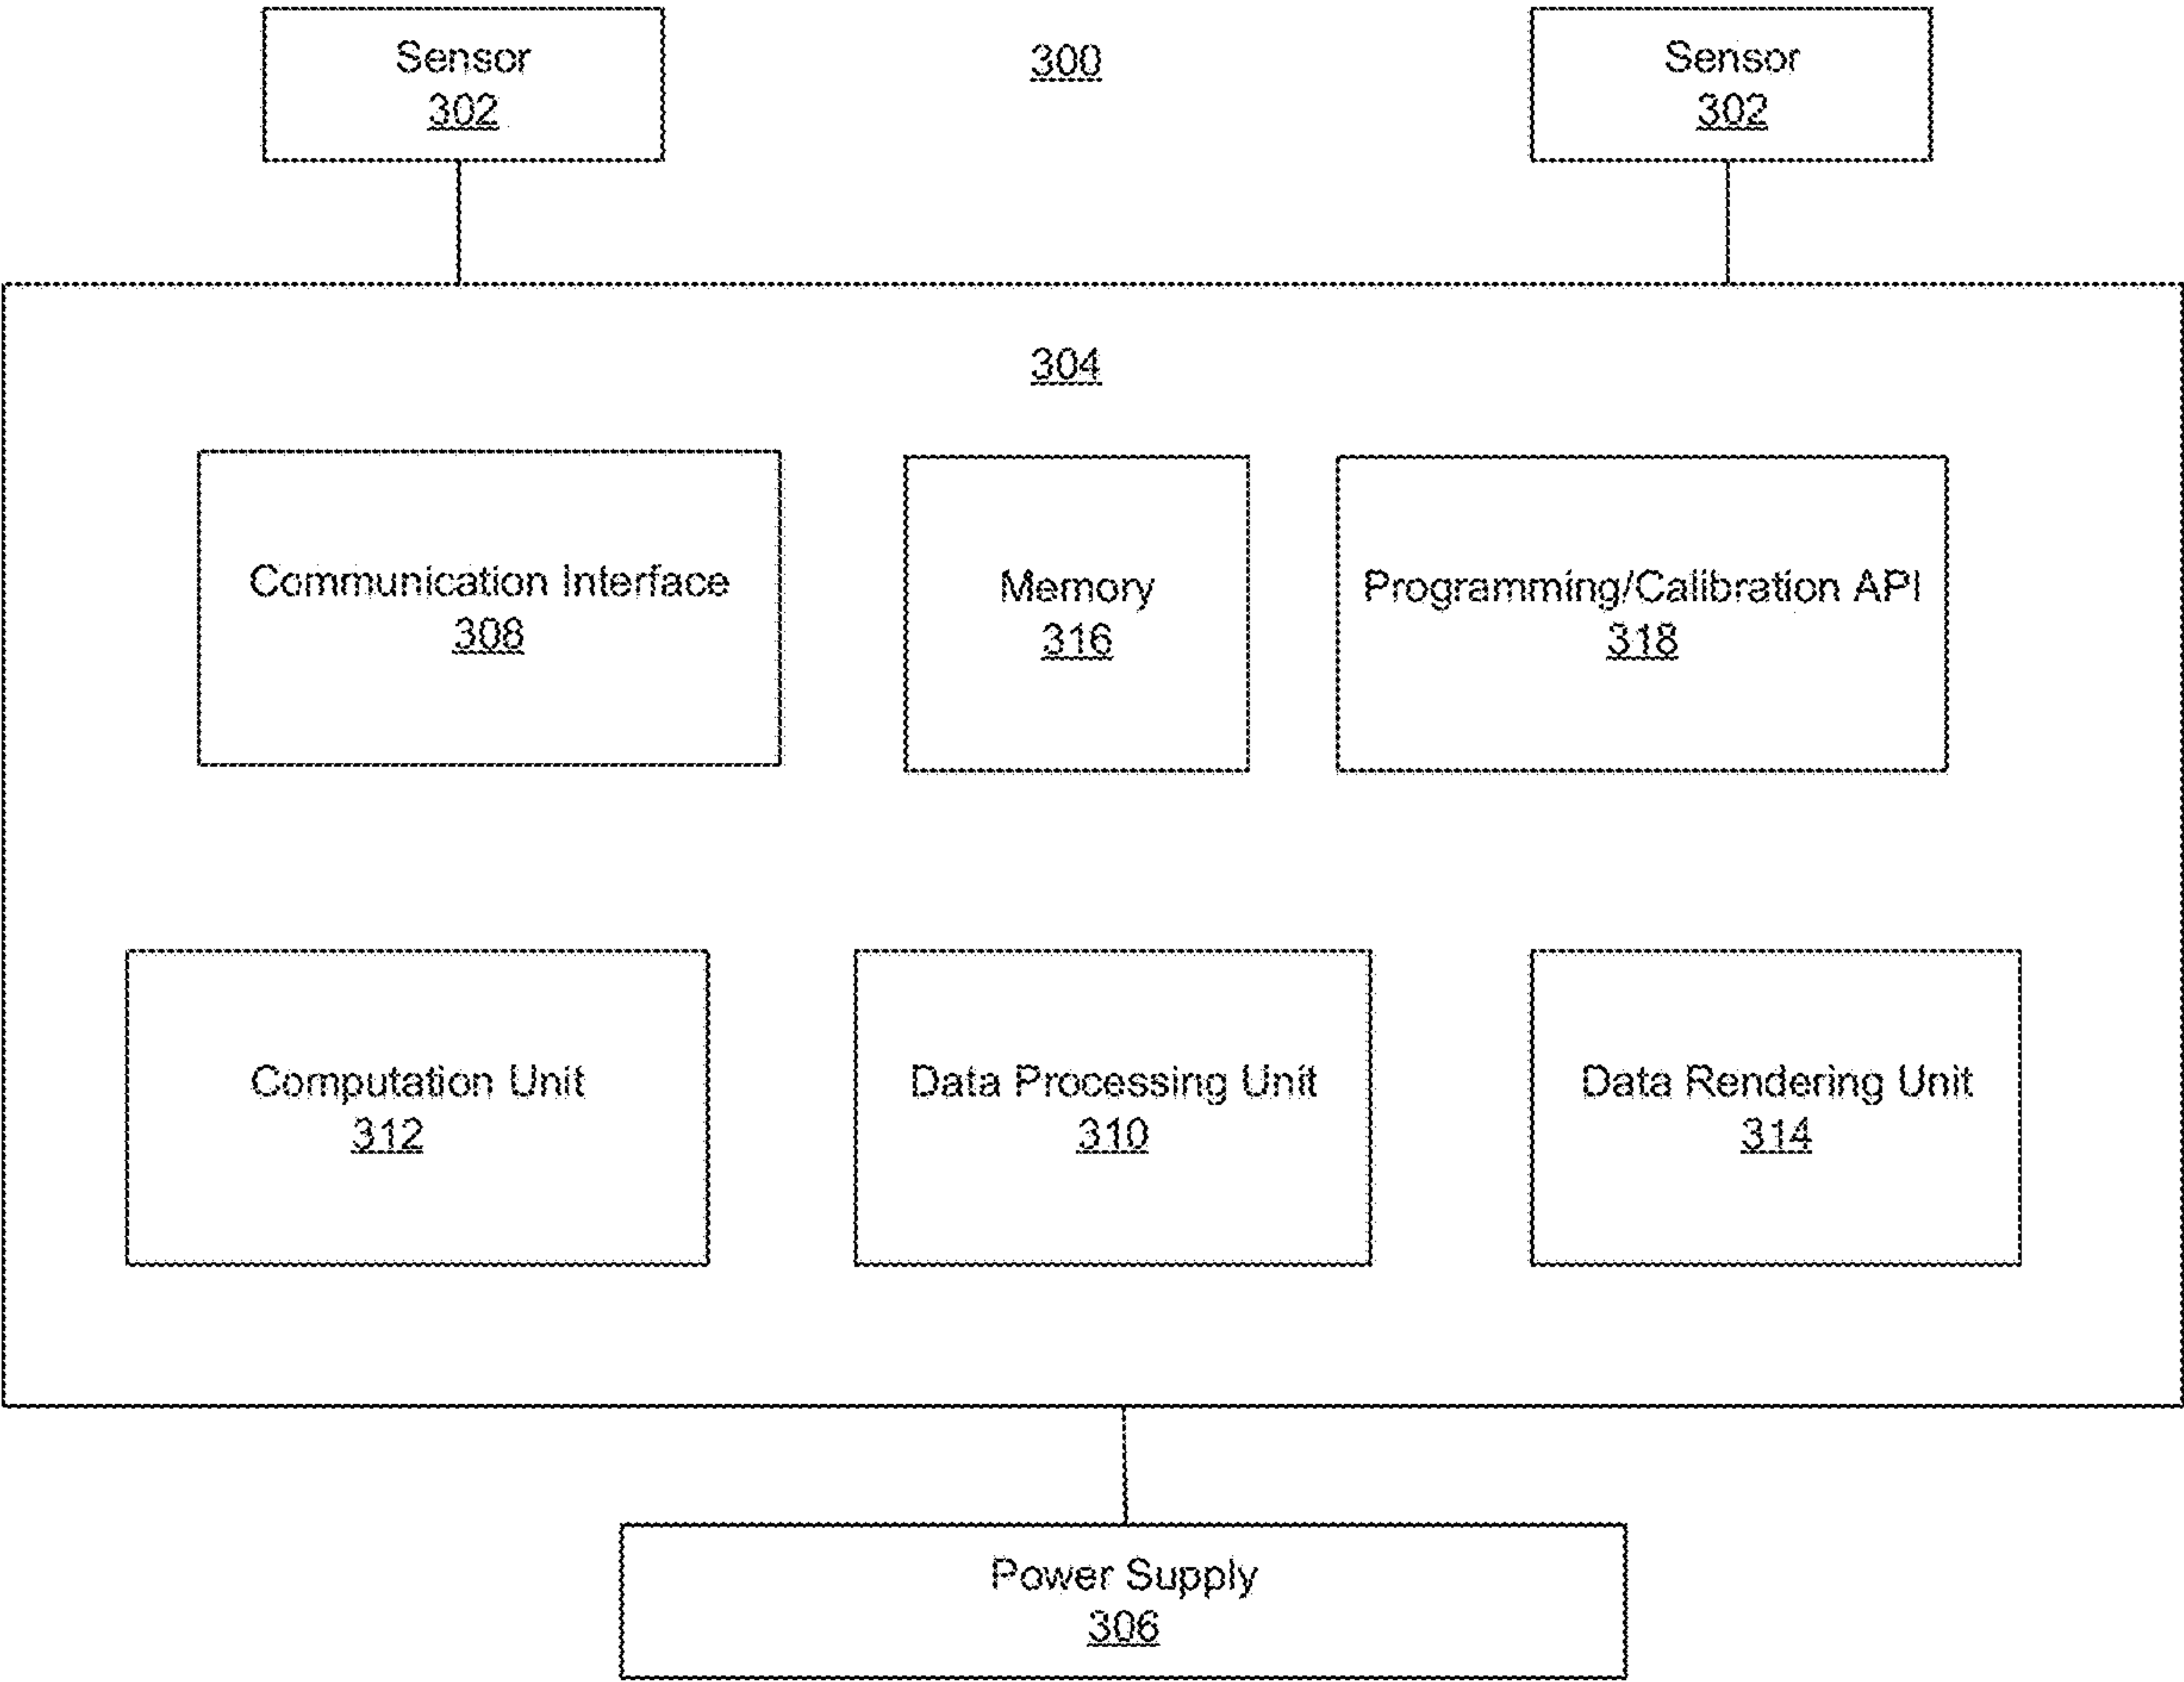 Sensor
302
300
Sensor
302
304
Communication Interface
308
Memory
316
Programming/Calibration API
318
Computation Unit
312
Data Processing Unit
310
Data Rendering Unit
314
Power Supply
306